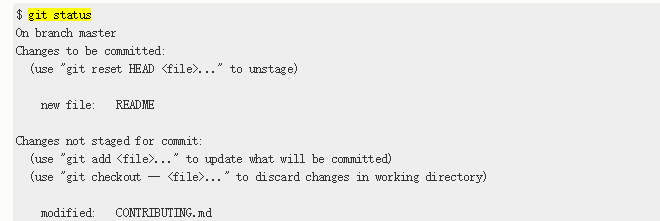 $ git status
On branch master
Changes to be committed:
(use "git reset HEAD <file>..." to unstage)
new file: README
Changes not staged for commit:
(use "git add <file>..." to update what will be committed)
(use "git checkout — <file>..." to discard changes in working directory)
modified: CONTRIBUTING.md